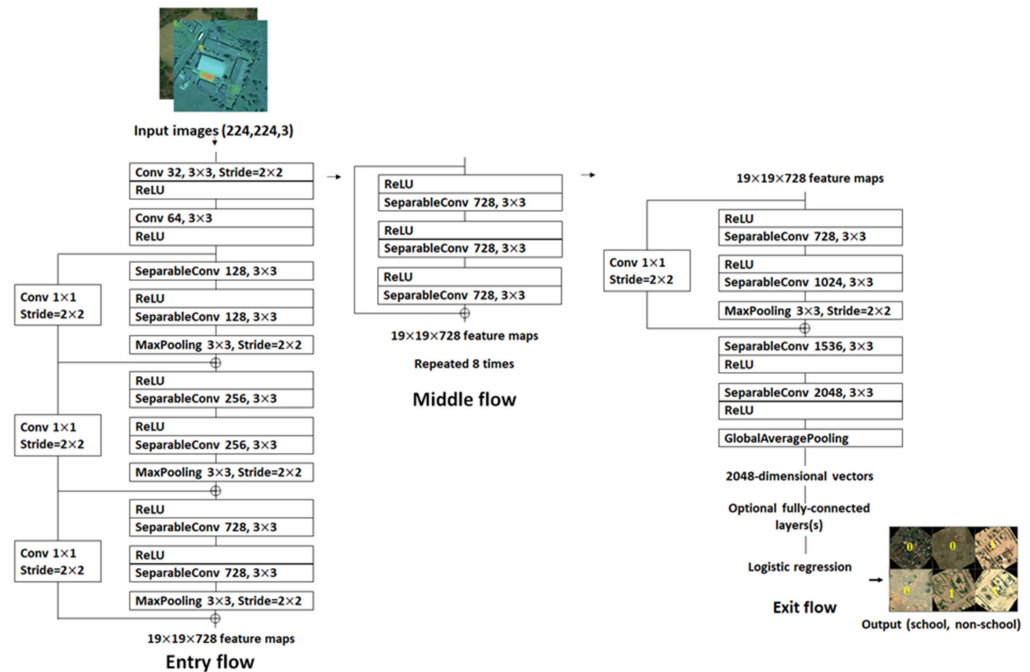 Input images (224,224,3)
Conv 32, 3×3, Stride=2×2
ReLU
Conv 64, 3×3
ReLU
SeparableConv 128, 3×3
Conv 1×1
Stride=2×2
ReLU
SeparableConv 128, 3×3
MaxPooling 3×3, Stride=2×2
ReLU
SeparableConv 256, 3×3
Conv 1×1
Stride=2×2
ReLU
SeparableConv 256, 3×3
MaxPooling 3×3, Stride=2×2
ReLU
SeparableConv 728, 3×3
Conv 1×1
Stride=2×2
ReLU
SeparableConv 728, 3×3
MaxPooling 3×3, Stride=2×2
19×19×728 feature maps
Entry flow
ReLU
SeparableConv 728, 3×3
ReLU
SeparableConv 728, 3×3
ReLU
SeparableConv 728, 3×3
19×19×728 feature maps
Repeated 8 times
Middle flow
19×19×728 feature maps
ReLU
SeparableConv 728, 3×3
Conv 1×1
Stride=2×2
ReLU
SeparableConv 1024, 3×3
MaxPooling 3×3, Stride=2×2
SeparableConv 1536, 3×3
ReLU
SeparableConv 2048, 3×3
ReLU
GlobalAveragePooling
2048-dimensional vectors
Optional fully-connected
layers(s)
Logistic regression
Exit flow
0 0
0 1
Output (school, non-school)